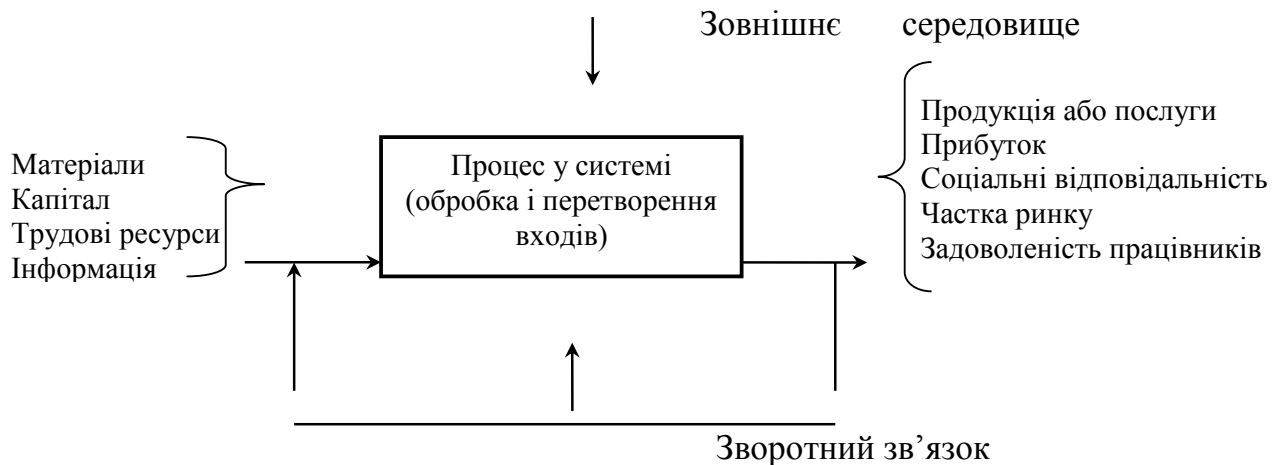 Зовнішнє середовище
Матеріали
Капітал
Трудові ресурси
Інформація
Процес у системі
(обробка і перетворення
входів)
Продукція або послуги
Прибуток
Соціальні відповідальність
Частка ринку
Задоволеність працівників
Зворотний зв’язок